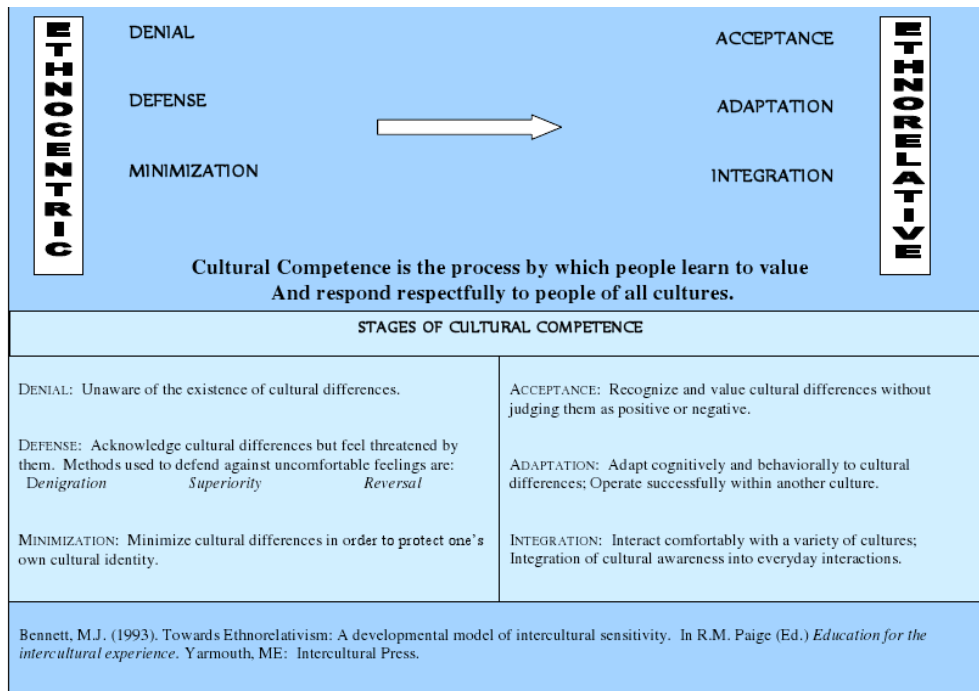 ETHNOCENTRIC
DENIAL
DEFENSE
MINIMIZATION
ACCEPTANCE
ADAPTATION
INTEGRATION
ETHNORELATIVE
Cultural Competence is the process by which people learn to value
And respond respectfully to people of all cultures.
STAGES OF CULTURAL COMPETENCE
DENIAL: Unaware of the existence of cultural differences.
DEFENSE: Acknowledge cultural differences but feel threatened by
them. Methods used to defend against uncomfortable feelings are:
Denigration Superiority Reversal
MINIMIZATION: Minimize cultural differences in order to protect one's
own cultural identity.
ACCEPTANCE: Recognize and value cultural differences without
judging them as positive or negative.
ADAPTATION: Adapt cognitively and behaviorally to cultural
differences; Operate successfully within another culture.
INTEGRATION: Interact comfortably with a variety of cultures;
Integration of cultural awareness into everyday interactions.
Bennett, M.J. (1993). Towards Ethnorelativism: A developmental model of intercultural sensitivity. In R.M. Paige (Ed.) Education for the
intercultural experience. Yarmouth, ME: Intercultural Press.